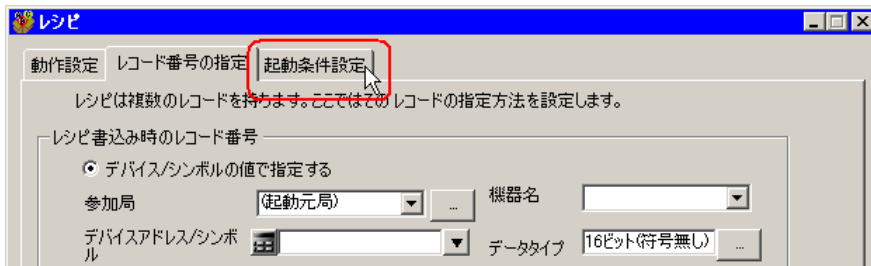 レシピ
動作設定 レコード番号の指定 起動条件設定
レシピは複数のレコードを持ちます。ここではそのレコードの指定方法を設定します。
レシピ書込み時のレコード番号
デバイス/シンボルの値で指定する
参加局 (起動元局) ... 機器名
デバイスアドレス/シンボ
ル
データタイプ 16ビット(符号無し) ...